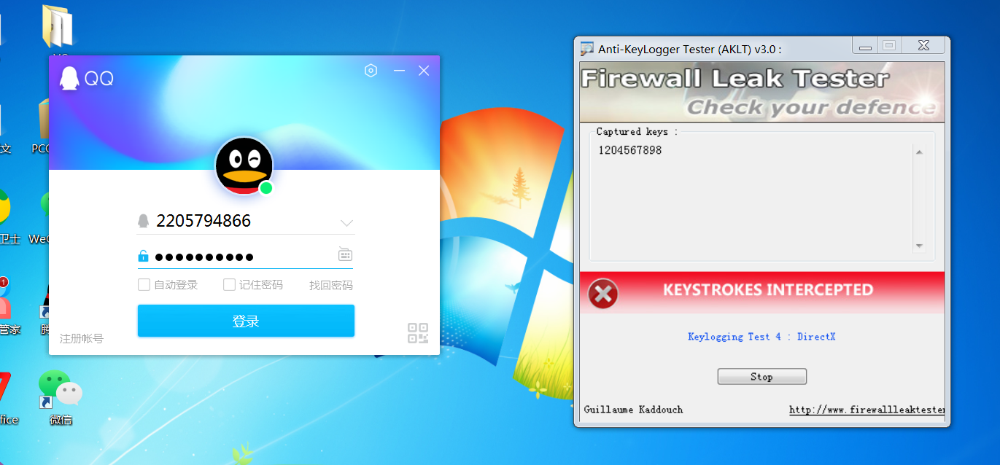 QQ
2205794866
自动登录 记住密码 找回密码
登录
注册帐号
Anti-KeyLogger Tester (AKLT) v3.0 :
Firewall Leak Tester
Check your defence
Captured keys :
1204567898
KEYSTROKES INTERCEPTED
Keylogging Test 4 : DirectX
Stop
Guillaume Kaddouch http://www.firewallleaktester
文
PCC
卫士
1
管家
腾
fice
微信